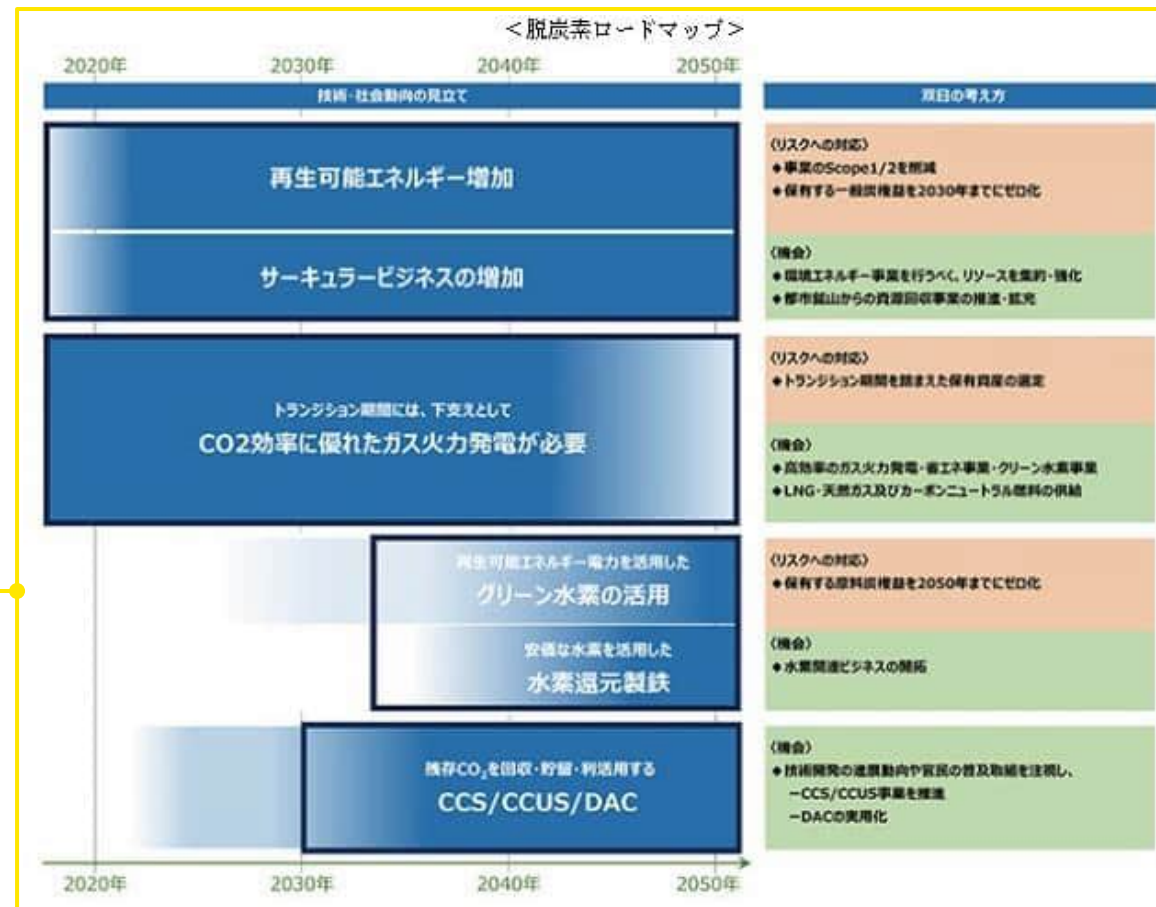 ＜脱炭素ロードマップ＞
2020年 2030年 2040年 2050年
技術・社会動向の見立て
双日の考え方
再生可能エネルギー増加
サーキュラービジネスの増加
〈リスクへの対応〉
◆事業のScope1/2を削減
◆保有する一般炭権益を2030年までにゼロ化
〈機会〉
◆環境エネルギー事業を行うべく、リソースを集約・強化
◆都市鉱山からの資源回収事業の推進・拡充
トランジション期間には、下支えとして
CO2効率に優れたガス火力発電が必要
〈リスクへの対応〉
◆トランジション期間を踏まえた保有資産の選定
〈機会〉
◆高効率のガス火力発電・省エネ事業・クリーン水素事業
◆LNG・天然ガス及びカーボンニュートラル燃料の供給
再生可能エネルギー電力を活用した
グリーン水素の活用
安価な水素を活用した
水素還元製鉄
〈リスクへの対応〉
◆保有する原料炭権益を2050年までにゼロ化
〈機会〉
◆水素関連ビジネスの開拓
残存CO₂を回収・貯留・利活用する
CCS/CCUS/DAC
〈機会〉
◆技術開発の進展動向や官民の普及取組を注視し、
－CCS/CCUS事業を推進
－DACの実用化
2020年 2030年 2040年 2050年